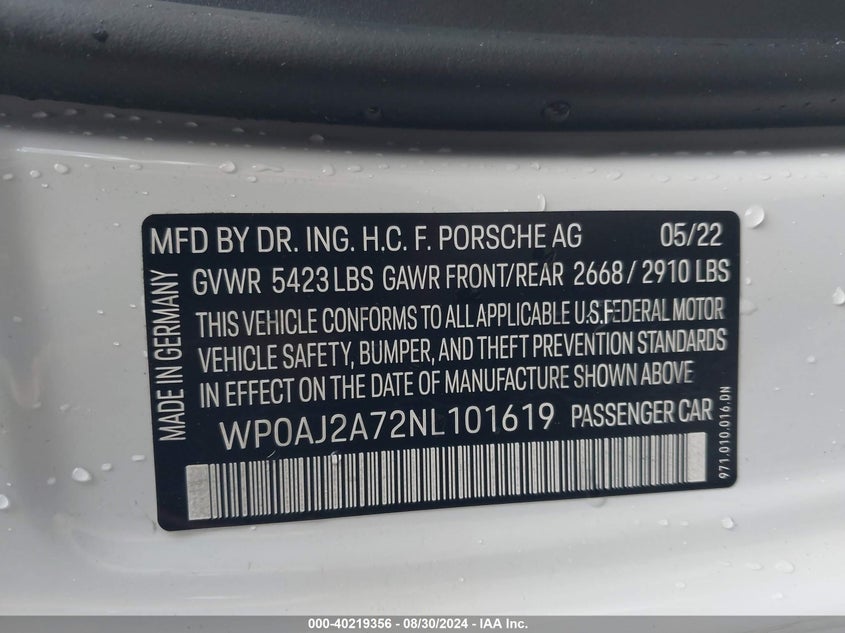 MFD BY DR. ING. H.C. F. PORSCHE AG 05/22
GVWR 5423 LBS GAWR FRONT/REAR 2668 / 2910 LBS
THIS VEHICLE CONFORMS TO ALL APPLICABLE U.S. FEDERAL MOTOR
VEHICLE SAFETY, BUMPER, AND THEFT PREVENTION STANDARDS
IN EFFECT ON THE DATE OF MANUFACTURE SHOWN ABOVE
WP0AJ2A72NL101619 PASSENGER CAR
MADE IN GERMANY
971.010.016.DN
000-40219356 - 08/30/2024 - IAA Inc.